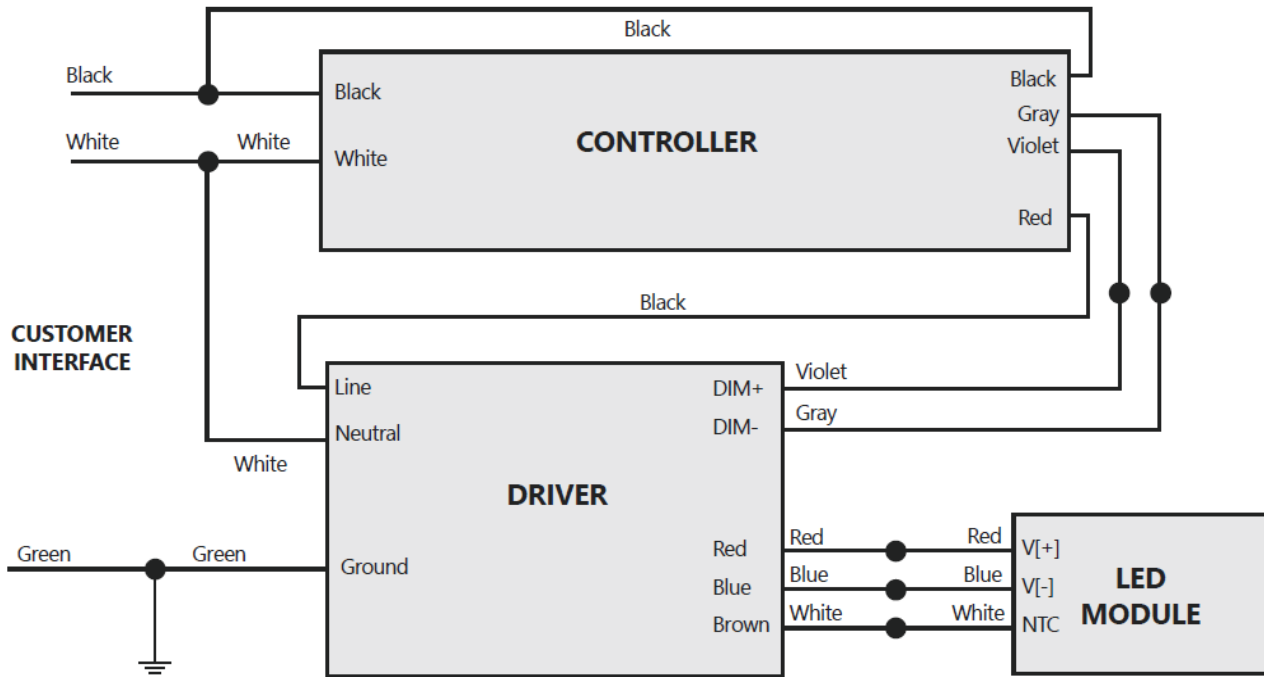 Black
Black
Black
Black
Gray
White
White
CONTROLLER
Violet
White
Red
Black
CUSTOMER
INTERFACE
Line
DIM+
Violet
Neutral
DIM-
Gray
White
DRIVER
Green
Green
Ground
Red
Red
Red
V[+]
Blue
Blue
Blue
V[-]
LED
MODULE
Brown
White
White
NTC